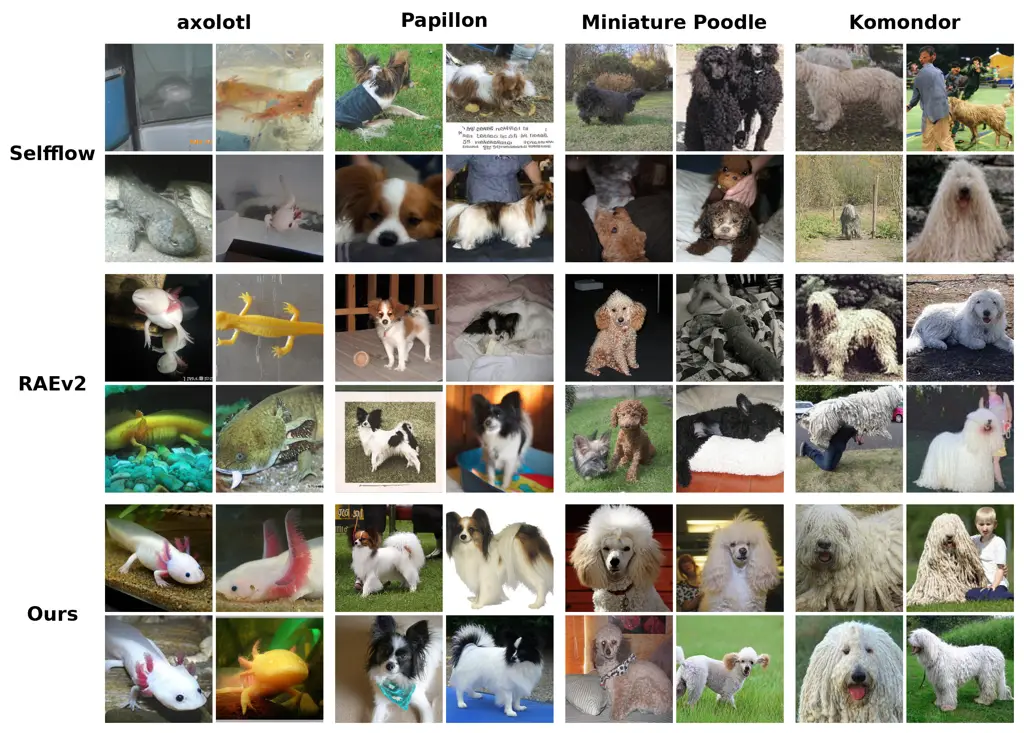 axolotl
Papillon
Miniature Poodle
Komondor
Selfflow
RAEv2
Ours